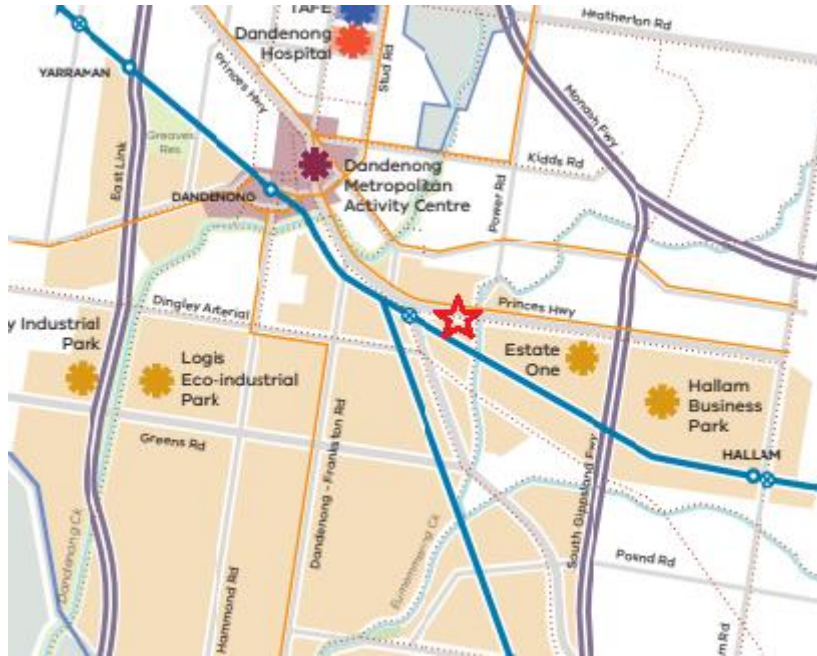 TAFE
Heatherton Rd
Dandenong
Hospital
YARRAMAN
Princes Hwy
Stud Rd
Monash Fwy
Greaves
Res.
East Link
Kidds Rd
Dandenong
Metropolitan
Activity Centre
DANDENONG
Power Rd
Dingley Arterial
Princes Hwy
y Industrial
Park
Logis
Eco-industrial
Park
Estate
One
Hallam
Business
Park
Greens Rd
Dandenong - Frankston Rd
HALLAM
South Gippsland Fwy
Dandenong Ck
Eumemmering Ck
Pound Rd
Hammond Rd
m Rd